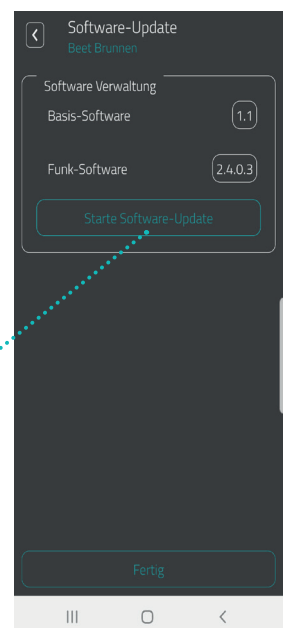 Software-Update
Beet Brunnen
Software Verwaltung
Basis-Software 1.1
Funk-Software 2.4.0.3
Starte Software-Update
Fertig